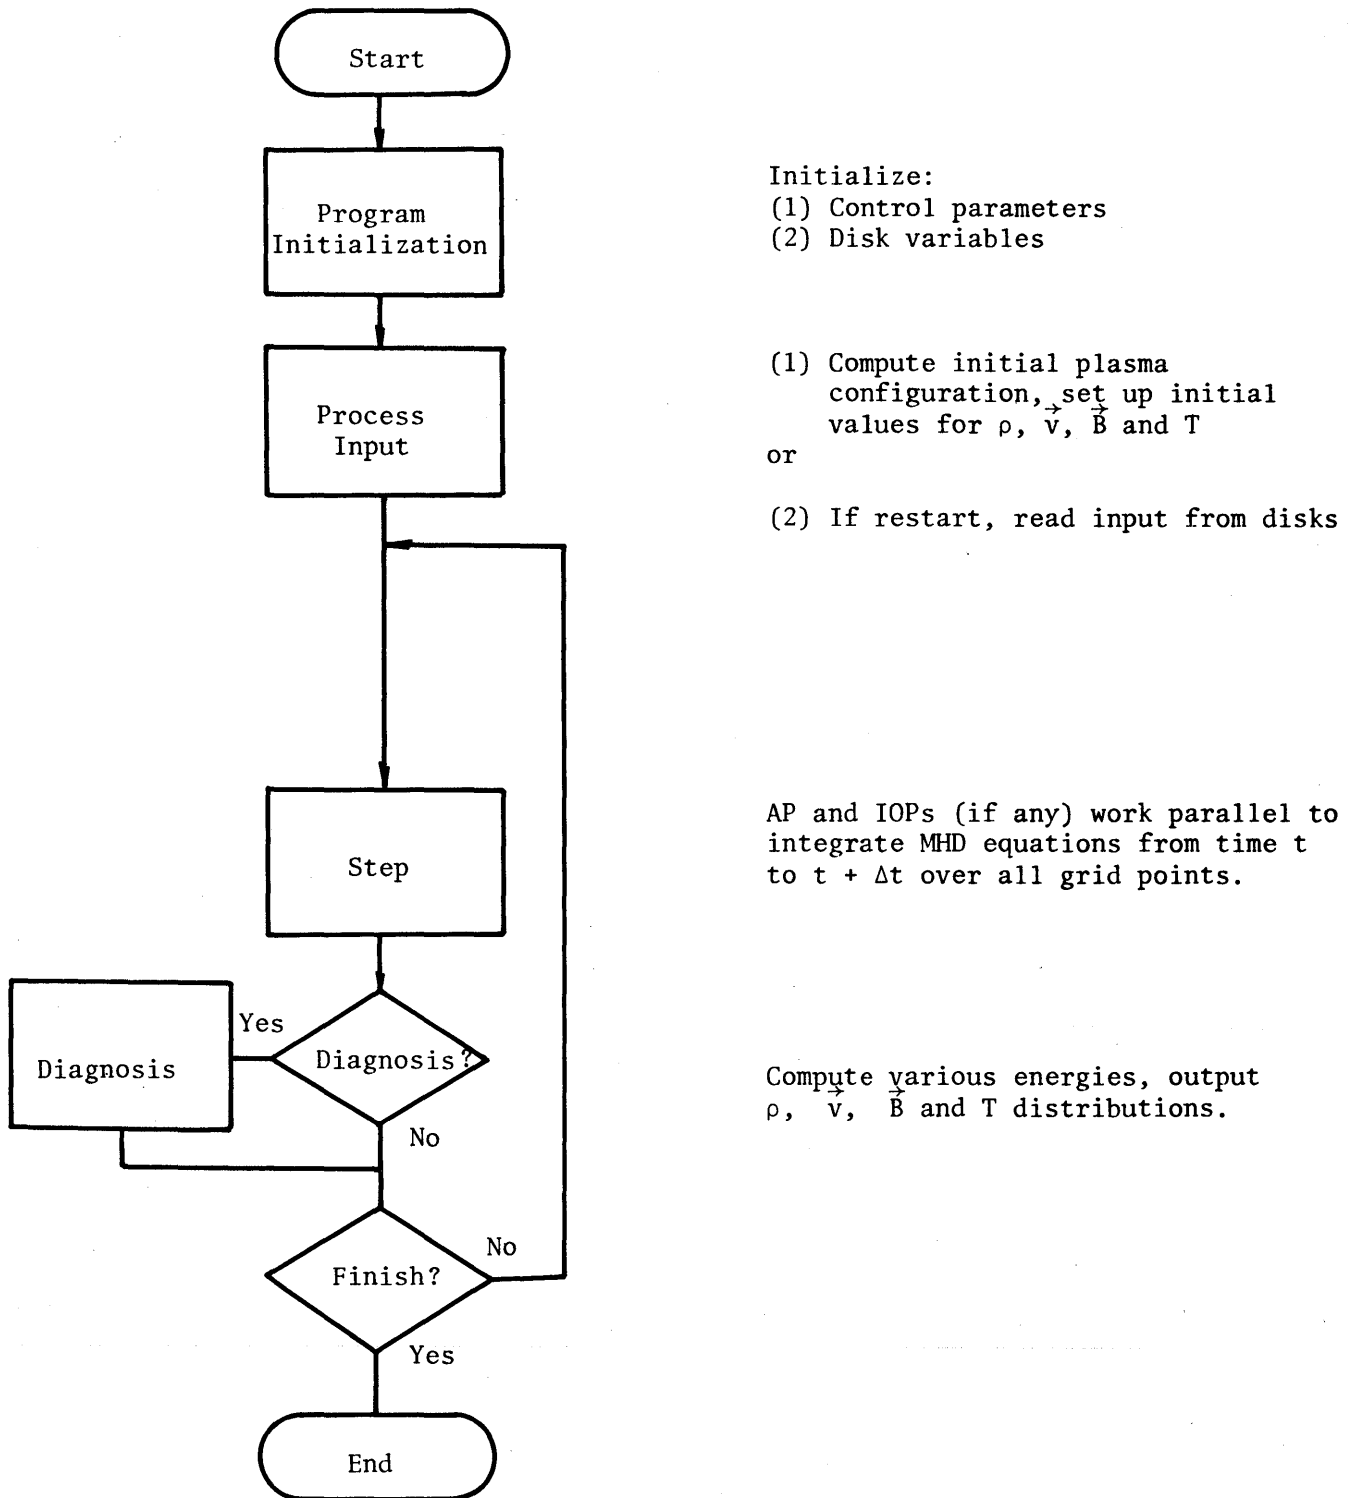 Start
Program
Initialization
Initialize:
(1) Control parameters
(2) Disk variables
Process
Input
(1) Compute initial plasma
configuration, set up initial
values for ρ, v⃗, B⃗ and T
or
(2) If restart, read input from disks
Step
AP and IOPs (if any) work parallel to
integrate MHD equations from time t
to t + Δt over all grid points.
Diagnosis
Yes
Diagnosis?
No
Compute various energies, output
ρ, v⃗, B⃗ and T distributions.
Finish?
No
Yes
End